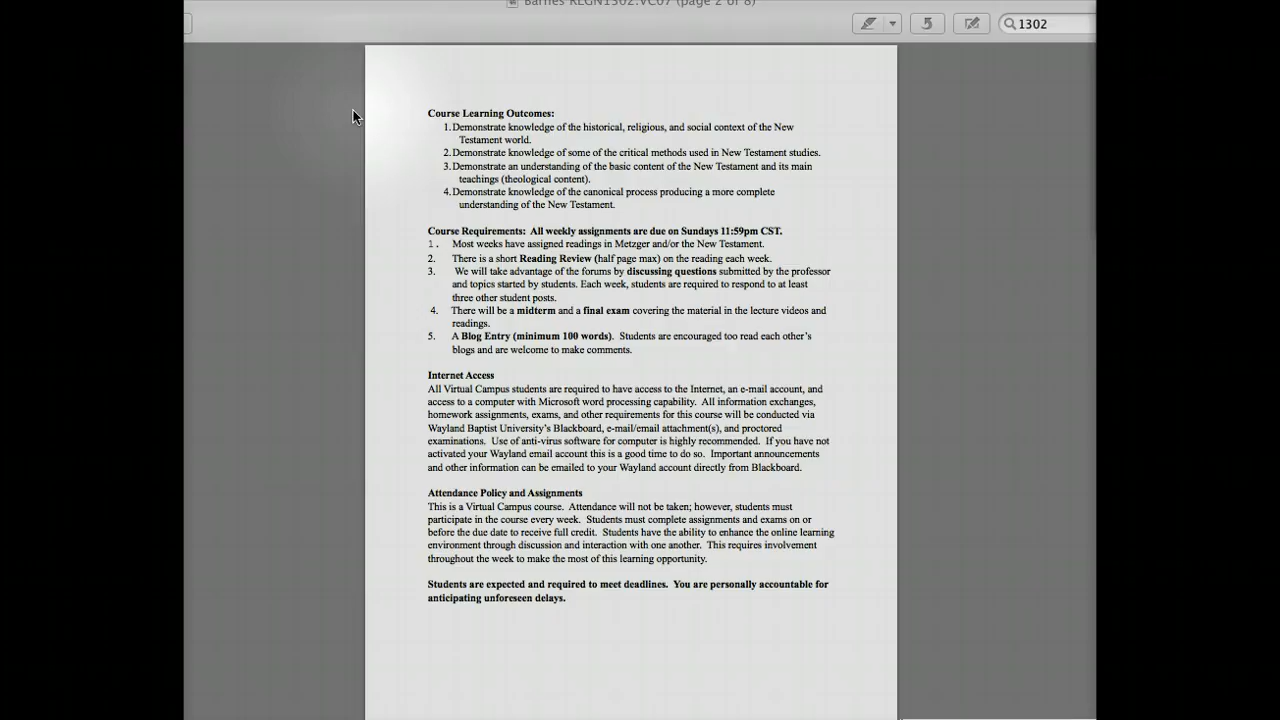 Barnes RLGN1302.VC07 (page 2 of 8)
1302
Course Learning Outcomes:
1. Demonstrate knowledge of the historical, religious, and social context of the New
Testament world.
2. Demonstrate knowledge of some of the critical methods used in New Testament studies.
3. Demonstrate an understanding of the basic content of the New Testament and its main
teachings (theological content).
4. Demonstrate knowledge of the canonical process producing a more complete
understanding of the New Testament.
Course Requirements: All weekly assignments are due on Sundays 11:59pm CST.
1. Most weeks have assigned readings in Metzger and/or the New Testament.
2. There is a short Reading Review (half page max) on the reading each week.
3. We will take advantage of the forums by discussing questions submitted by the professor
and topics started by students. Each week, students are required to respond to at least
three other student posts.
4. There will be a midterm and a final exam covering the material in the lecture videos and
readings.
5. A Blog Entry (minimum 100 words). Students are encouraged too read each other's
blogs and are welcome to make comments.
Internet Access
All Virtual Campus students are required to have access to the Internet, an e-mail account, and
access to a computer with Microsoft word processing capability. All information exchanges,
homework assignments, exams, and other requirements for this course will be conducted via
Wayland Baptist University's Blackboard, e-mail/email attachment(s), and proctored
examinations. Use of anti-virus software for computer is highly recommended. If you have not
activated your Wayland email account this is a good time to do so. Important announcements
and other information can be emailed to your Wayland account directly from Blackboard.
Attendance Policy and Assignments
This is a Virtual Campus course. Attendance will not be taken; however, students must
participate in the course every week. Students must complete assignments and exams on or
before the due date to receive full credit. Students have the ability to enhance the online learning
environment through discussion and interaction with one another. This requires involvement
throughout the week to make the most of this learning opportunity.
Students are expected and required to meet deadlines. You are personally accountable for
anticipating unforeseen delays.